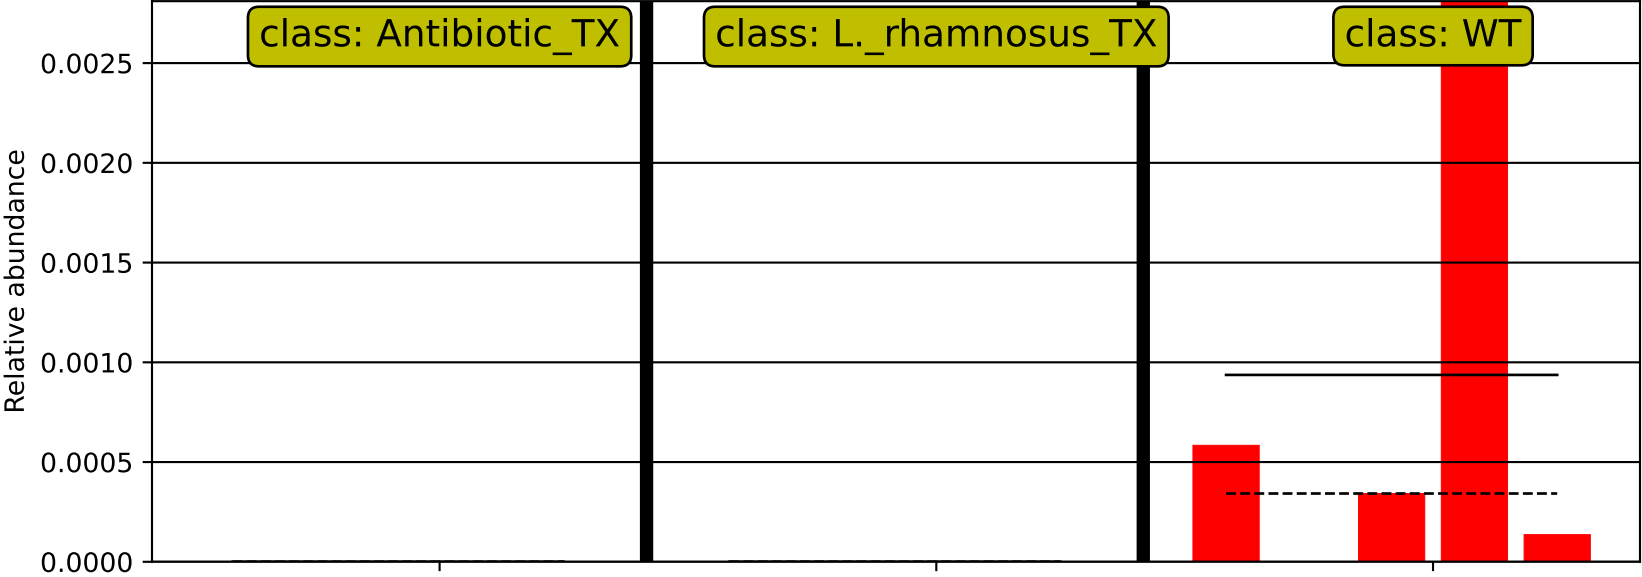 class: Antibiotic_TX
class: L._rhamnosus_TX
class: WT
Relative abundance
0.0025
0.0020
0.0015
0.0010
0.0005
0.0000